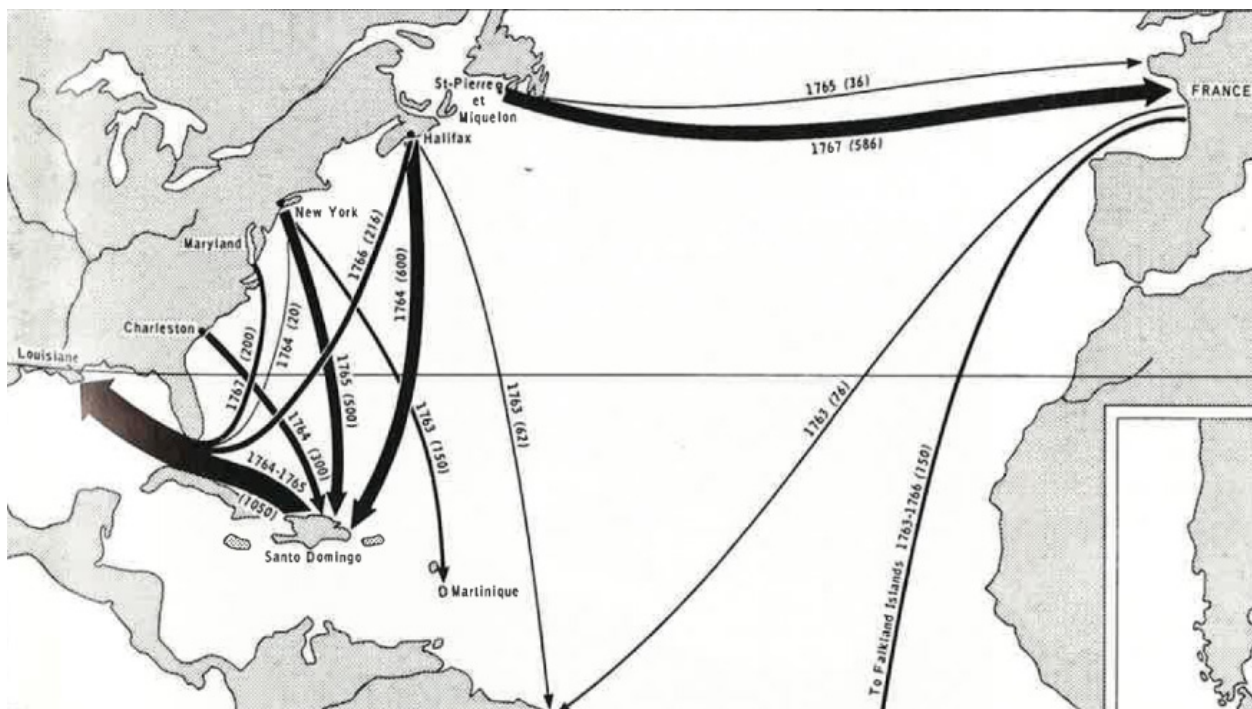 St-Pierre
et
Miquelon
1765 (36)
FRANCE
1767 (586)
Halifax
New York
Maryland
1766 (216)
1764 (600)
Charleston
1764 (20)
Louisiane
1767 (200)
1765 (500)
1763 (150)
1763 (62)
1763 (76)
1764 (300)
1764-1765
(1050)
Santo Domingo
Martinique
To Falkland Islands 1763-1766 (150)